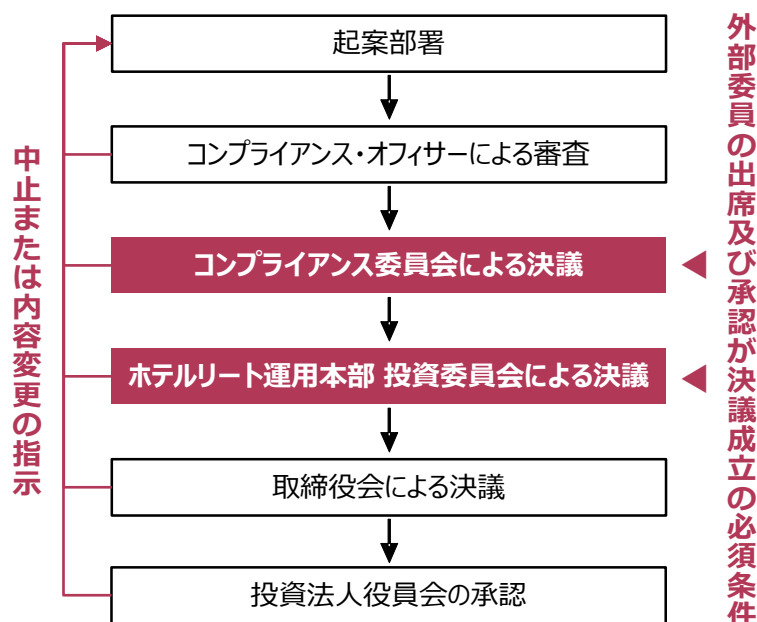 起案部署
コンプライアンス・オフィサーによる審査
コンプライアンス委員会による決議
ホテルリート運用本部 投資委員会による決議
取締役会による決議
投資法人役員会の承認
中止または内容変更の指示
外部委員の出席及び承認が決議成立の必須条件